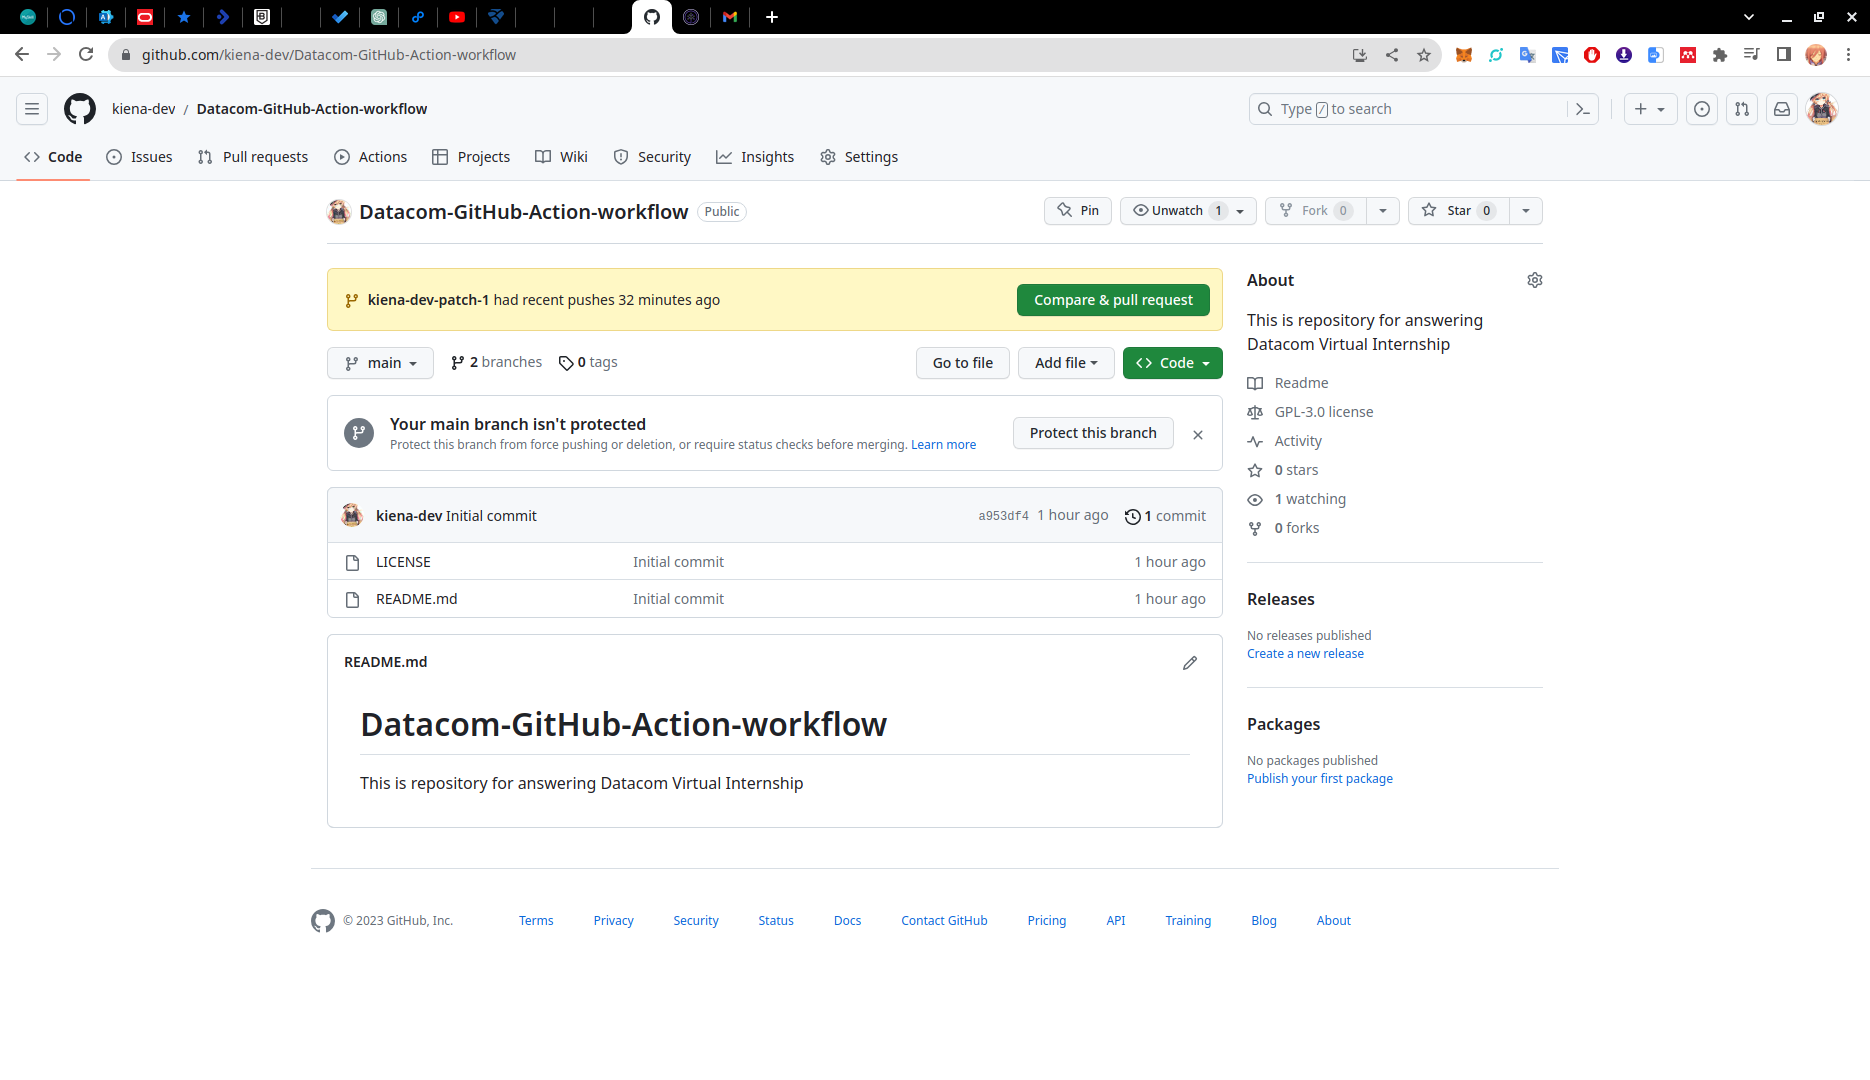 github.com/kiena-dev/Datacom-GitHub-Action-workflow
kiena-dev / Datacom-GitHub-Action-workflow
Type / to search
Code Issues Pull requests Actions Projects Wiki Security Insights Settings
Datacom-GitHub-Action-workflow Public
Pin Unwatch 1 Fork 0 Star 0
kiena-dev-patch-1 had recent pushes 32 minutes ago
Compare & pull request
main 2 branches 0 tags
Go to file Add file Code
Your main branch isn't protected
Protect this branch from force pushing or deletion, or require status checks before merging. Learn more
Protect this branch
kiena-dev Initial commit a953df4 1 hour ago 1 commit
LICENSE Initial commit 1 hour ago
README.md Initial commit 1 hour ago
README.md
Datacom-GitHub-Action-workflow
This is repository for answering Datacom Virtual Internship
About
This is repository for answering
Datacom Virtual Internship
Readme
GPL-3.0 license
Activity
0 stars
1 watching
0 forks
Releases
No releases published
Create a new release
Packages
No packages published
Publish your first package
© 2023 GitHub, Inc. Terms Privacy Security Status Docs Contact GitHub Pricing API Training Blog About